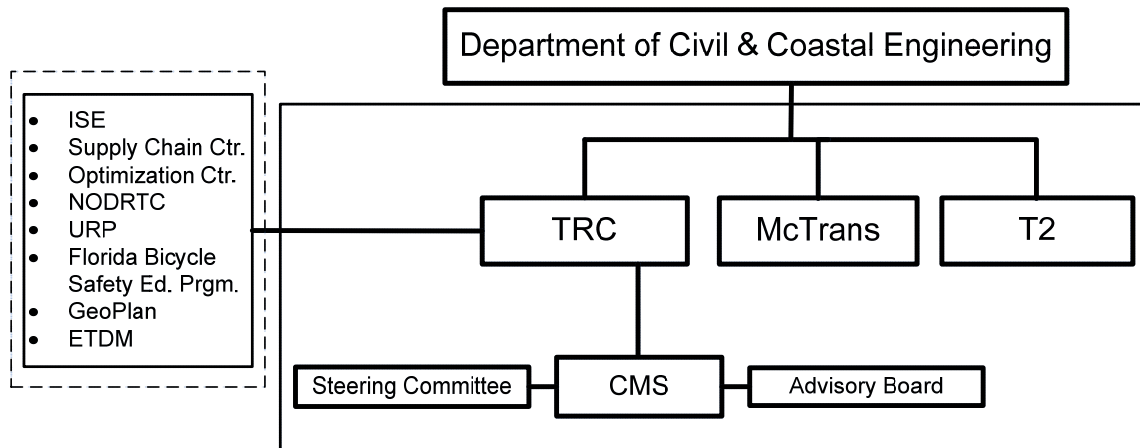 Department of Civil & Coastal Engineering
• ISE
• Supply Chain Ctr.
• Optimization Ctr.
• NODRTC
• URP
• Florida Bicycle
Safety Ed. Prgm.
• GeoPlan
• ETDM
TRC
McTrans
T2
Steering Committee
CMS
Advisory Board